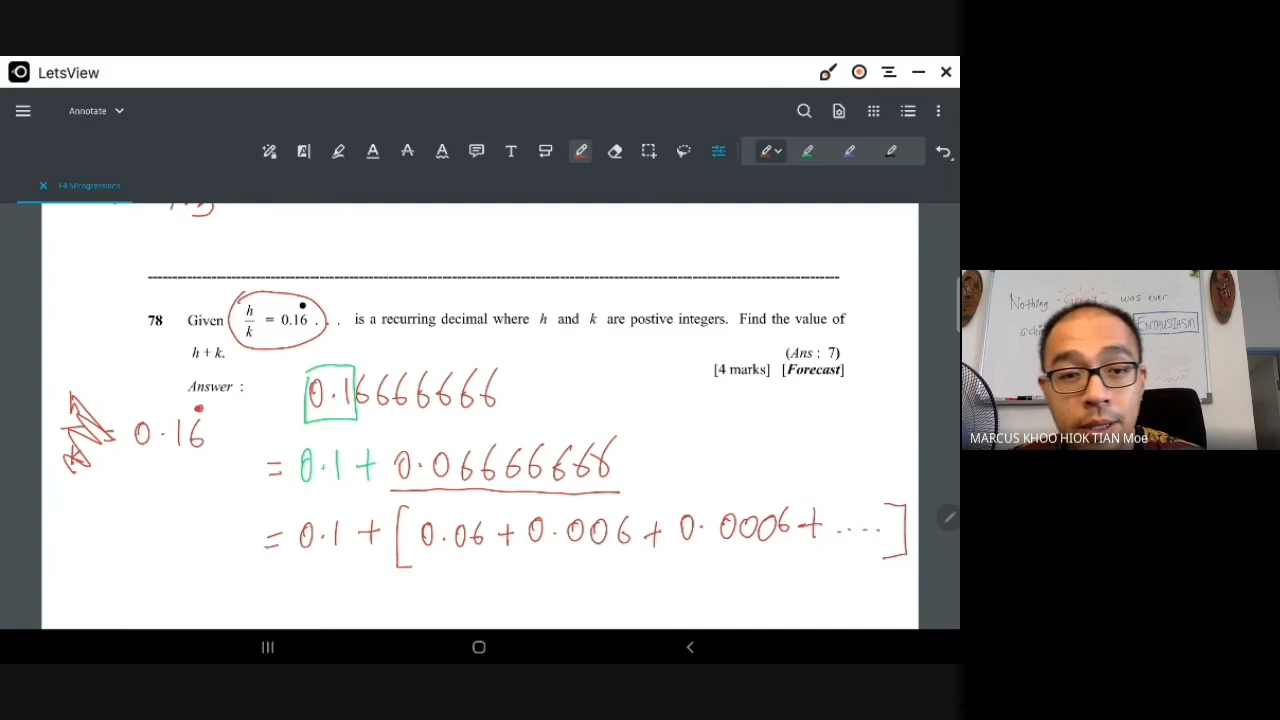 LetsView
Annotate
F4.5Progressions
78 Given h/k = 0.16̇ . . . is a recurring decimal where h and k are postive integers. Find the value of
h + k. (Ans : 7)
[4 marks] [Forecast]
Answer : 0.16666666
= 0.16̇
= 0.1 + 0.06666666
= 0.1 + [ 0.06 + 0.006 + 0.0006 + .... ]
Nothing Great was ever
ENTHUSIASM
MARCUS KHOO HIOK TIAN Moe